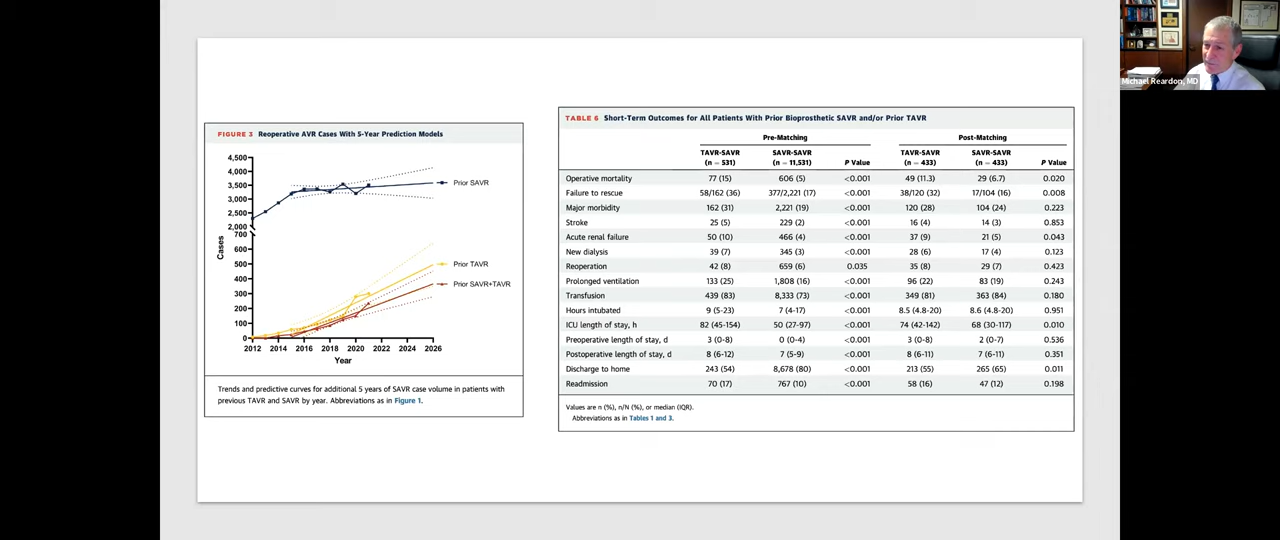 Michael Reardon, MD
FIGURE 3 Reoperative AVR Cases With 5-Year Prediction Models
4,500
4,000
3,500
3,000
2,500
2,000
700
600
500
400
300
200
100
0
Cases
2012 2014 2016 2018 2020 2022 2024 2026
Year
Prior SAVR
Prior TAVR
Prior SAVR+TAVR
Trends and predictive curves for additional 5 years of SAVR case volume in patients with
previous TAVR and SAVR by year. Abbreviations as in Figure 1.
TABLE 6 Short-Term Outcomes for All Patients With Prior Bioprosthetic SAVR and/or Prior TAVR
Pre-Matching Post-Matching
TAVR-SAVR SAVR-SAVR TAVR-SAVR SAVR-SAVR
(n = 531) (n = 11,531) P Value (n = 433) (n = 433) P Value
Operative mortality 77 (15) 606 (5) <0.001 49 (11.3) 29 (6.7) 0.020
Failure to rescue 58/162 (36) 377/2,221 (17) <0.001 38/120 (32) 17/104 (16) 0.008
Major morbidity 162 (31) 2,221 (19) <0.001 120 (28) 104 (24) 0.223
Stroke 25 (5) 229 (2) <0.001 16 (4) 14 (3) 0.853
Acute renal failure 50 (10) 466 (4) <0.001 37 (9) 21 (5) 0.043
New dialysis 39 (7) 345 (3) <0.001 28 (6) 17 (4) 0.123
Reoperation 42 (8) 659 (6) 0.035 35 (8) 29 (7) 0.423
Prolonged ventilation 133 (25) 1,808 (16) <0.001 96 (22) 83 (19) 0.243
Transfusion 439 (83) 8,333 (73) <0.001 349 (81) 363 (84) 0.180
Hours intubated 9 (5-23) 7 (4-17) <0.001 8.5 (4.8-20) 8.6 (4.8-20) 0.951
ICU length of stay, h 82 (45-154) 50 (27-97) <0.001 74 (42-142) 68 (30-117) 0.010
Preoperative length of stay, d 3 (0-8) 0 (0-4) <0.001 3 (0-8) 2 (0-7) 0.536
Postoperative length of stay, d 8 (6-12) 7 (5-9) <0.001 8 (6-11) 7 (6-11) 0.351
Discharge to home 243 (54) 8,678 (80) <0.001 213 (55) 265 (65) 0.011
Readmission 70 (17) 767 (10) <0.001 58 (16) 47 (12) 0.198
Values are n (%), n/N (%), or median (IQR).
Abbreviations as in Tables 1 and 3.